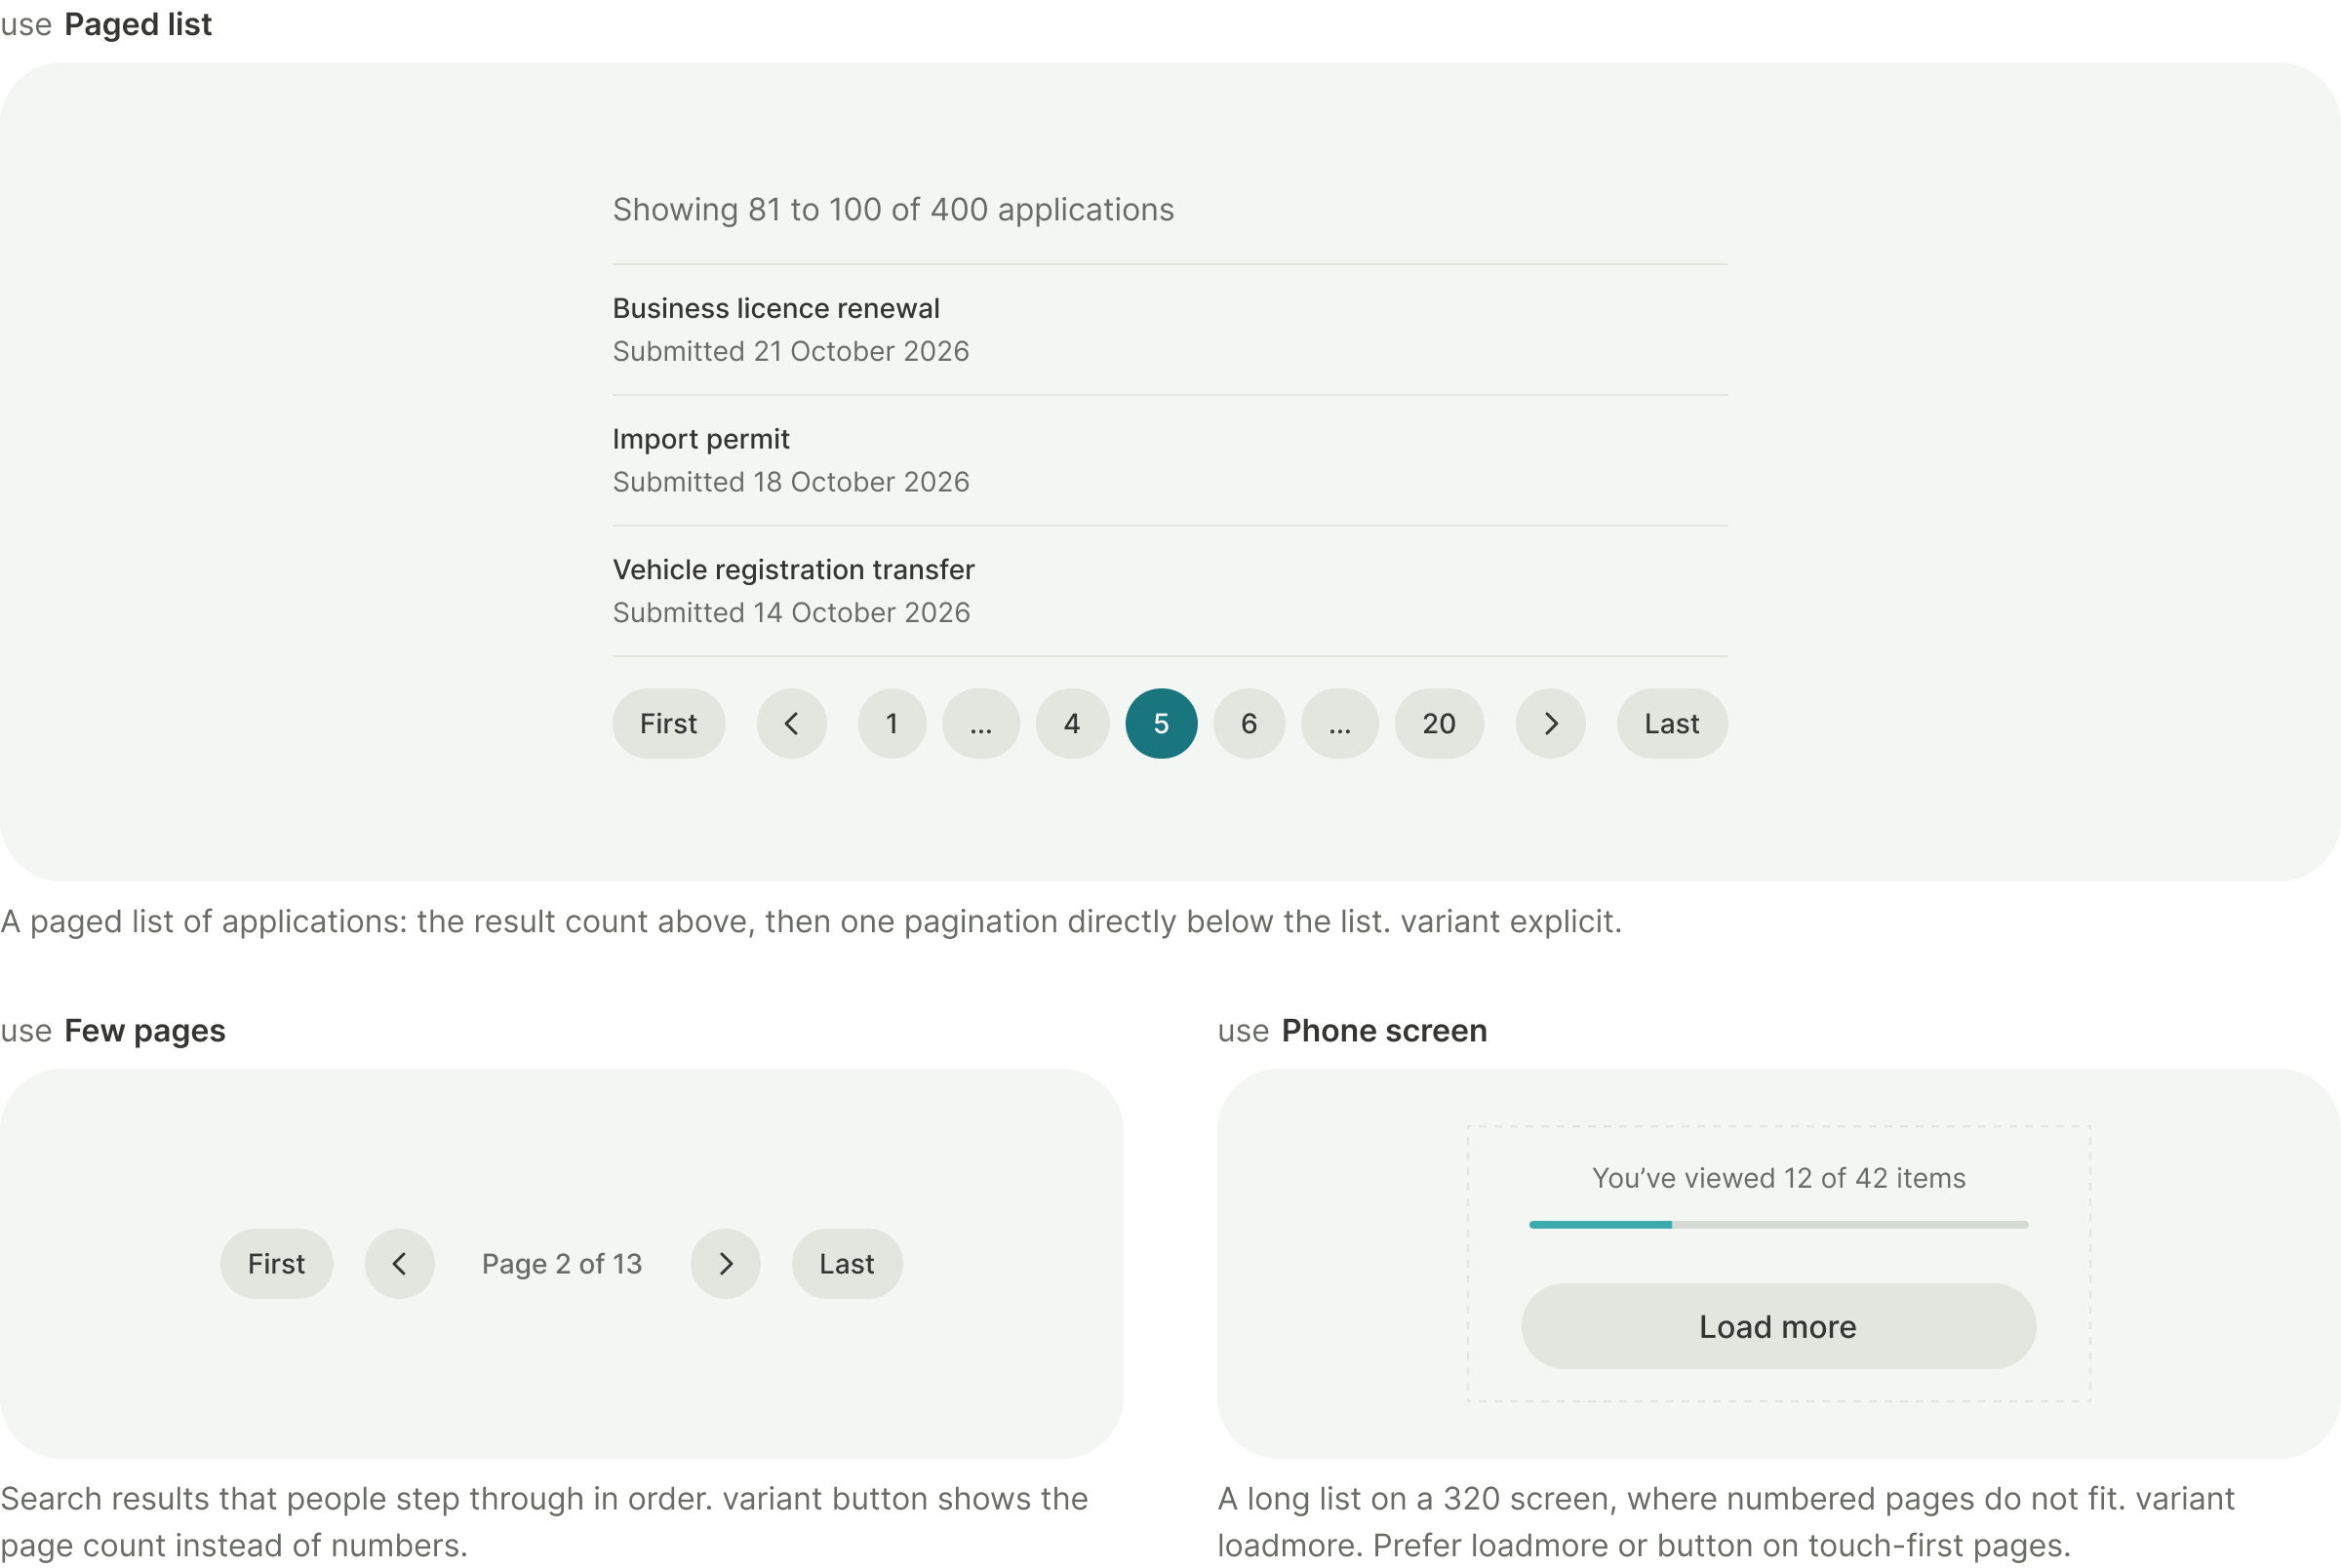 use Paged list
Showing 81 to 100 of 400 applications
Business licence renewal
Submitted 21 October 2026
Import permit
Submitted 18 October 2026
Vehicle registration transfer
Submitted 14 October 2026
First 1 ... 4 5 6 ... 20 Last
A paged list of applications: the result count above, then one pagination directly below the list. variant explicit.
use Few pages
First Page 2 of 13 Last
Search results that people step through in order. variant button shows the
page count instead of numbers.
use Phone screen
You’ve viewed 12 of 42 items
Load more
A long list on a 320 screen, where numbered pages do not fit. variant
loadmore. Prefer loadmore or button on touch-first pages.